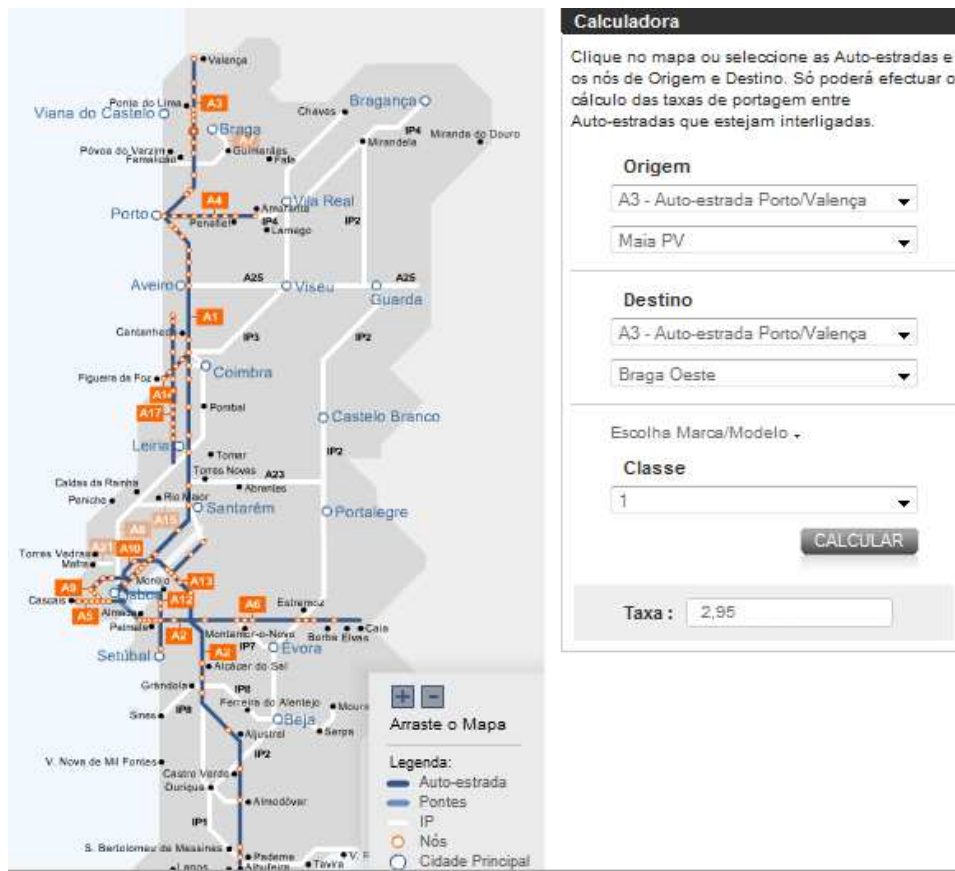 Valença
Ponte do Lima
A3
Viana do Castelo
Braga
Chaves
Bragança
IP4
Miranda do Douro
Mirandela
Póvoa do Varzim
Famalicão
Guimarães
Fafe
A4
Vila Real
Porto
Amarante
Penafiel
IP4
Lamego
IP2
Aveiro
A25
Viseu
A25
Guarda
A1
Cantanhede
IP3
IP2
Coimbra
Figueira da Foz
A14
A17
Pombal
Castelo Branco
Leiria
IP2
Tomar
Torres Novas
A23
Caldas da Rainha
Abrantes
Peniche
Rio Maior
Santarém
Portalegre
A8
A15
Torres Vedras
A21
A10
Mafra
Montijo
A13
A9
Lisboa
A12
Cascais
A5
Almada
A6
Estremoz
Palmela
A2
Montemor-o-Novo
Borba
Elvas
Caia
IP7
Évora
Setúbal
A2
Alcácer do Sal
Grândola
IP8
Ferreira do Alentejo
Moura
Sines
IP8
Beja
Serpa
Aljustrel
IP2
V. Nova de Mil Fontes
Castro Verde
Ourique
Almodôvar
IP1
S. Bartolomeu de Messines
Paderne
V. R
Lagos
Albufeira
Tavira
Arraste o Mapa
Legenda:
Auto-estrada
Pontes
IP
Nós
Cidade Principal
Calculadora
Clique no mapa ou seleccione as Auto-estradas e
os nós de Origem e Destino. Só poderá efectuar o
cálculo das taxas de portagem entre
Auto-estradas que estejam interligadas.
Origem
A3 - Auto-estrada Porto/Valença
Maia PV
Destino
A3 - Auto-estrada Porto/Valença
Braga Oeste
Escolha Marca/Modelo
Classe
1
CALCULAR
Taxa : 2,95